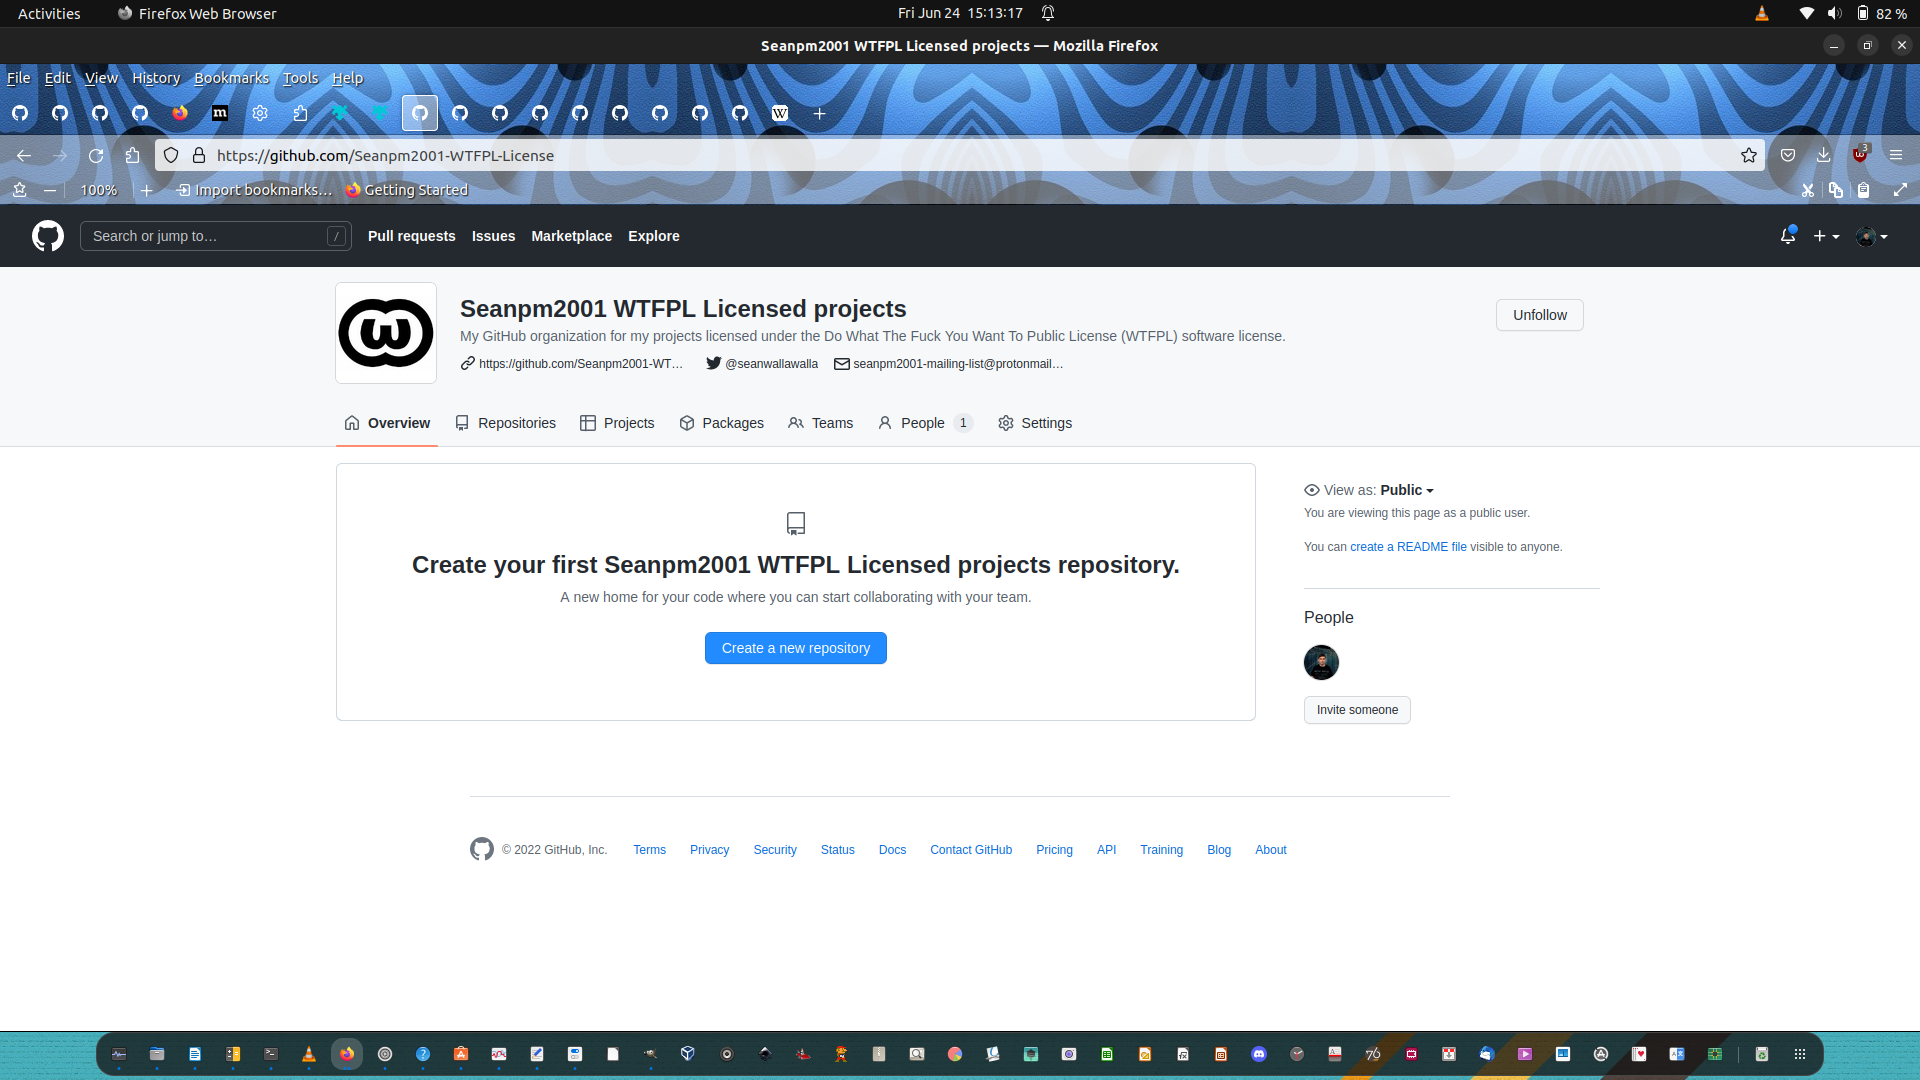 Activities Firefox Web Browser Fri Jun 24 15:13:17 82 %
Seanpm2001 WTFPL Licensed projects — Mozilla Firefox
File Edit View History Bookmarks Tools Help
https://github.com/Seanpm2001-WTFPL-License 3
100% Import bookmarks… Getting Started
Search or jump to… / Pull requests Issues Marketplace Explore
Seanpm2001 WTFPL Licensed projects
Unfollow
My GitHub organization for my projects licensed under the Do What The Fuck You Want To Public License (WTFPL) software license.
https://github.com/Seanpm2001-WT… @seanwallawalla seanpm2001-mailing-list@protonmail…
Overview Repositories Projects Packages Teams People 1 Settings
View as: Public
You are viewing this page as a public user.
You can create a README file visible to anyone.
Create your first Seanpm2001 WTFPL Licensed projects repository.
A new home for your code where you can start collaborating with your team.
Create a new repository
People
Invite someone
© 2022 GitHub, Inc. Terms Privacy Security Status Docs Contact GitHub Pricing API Training Blog About